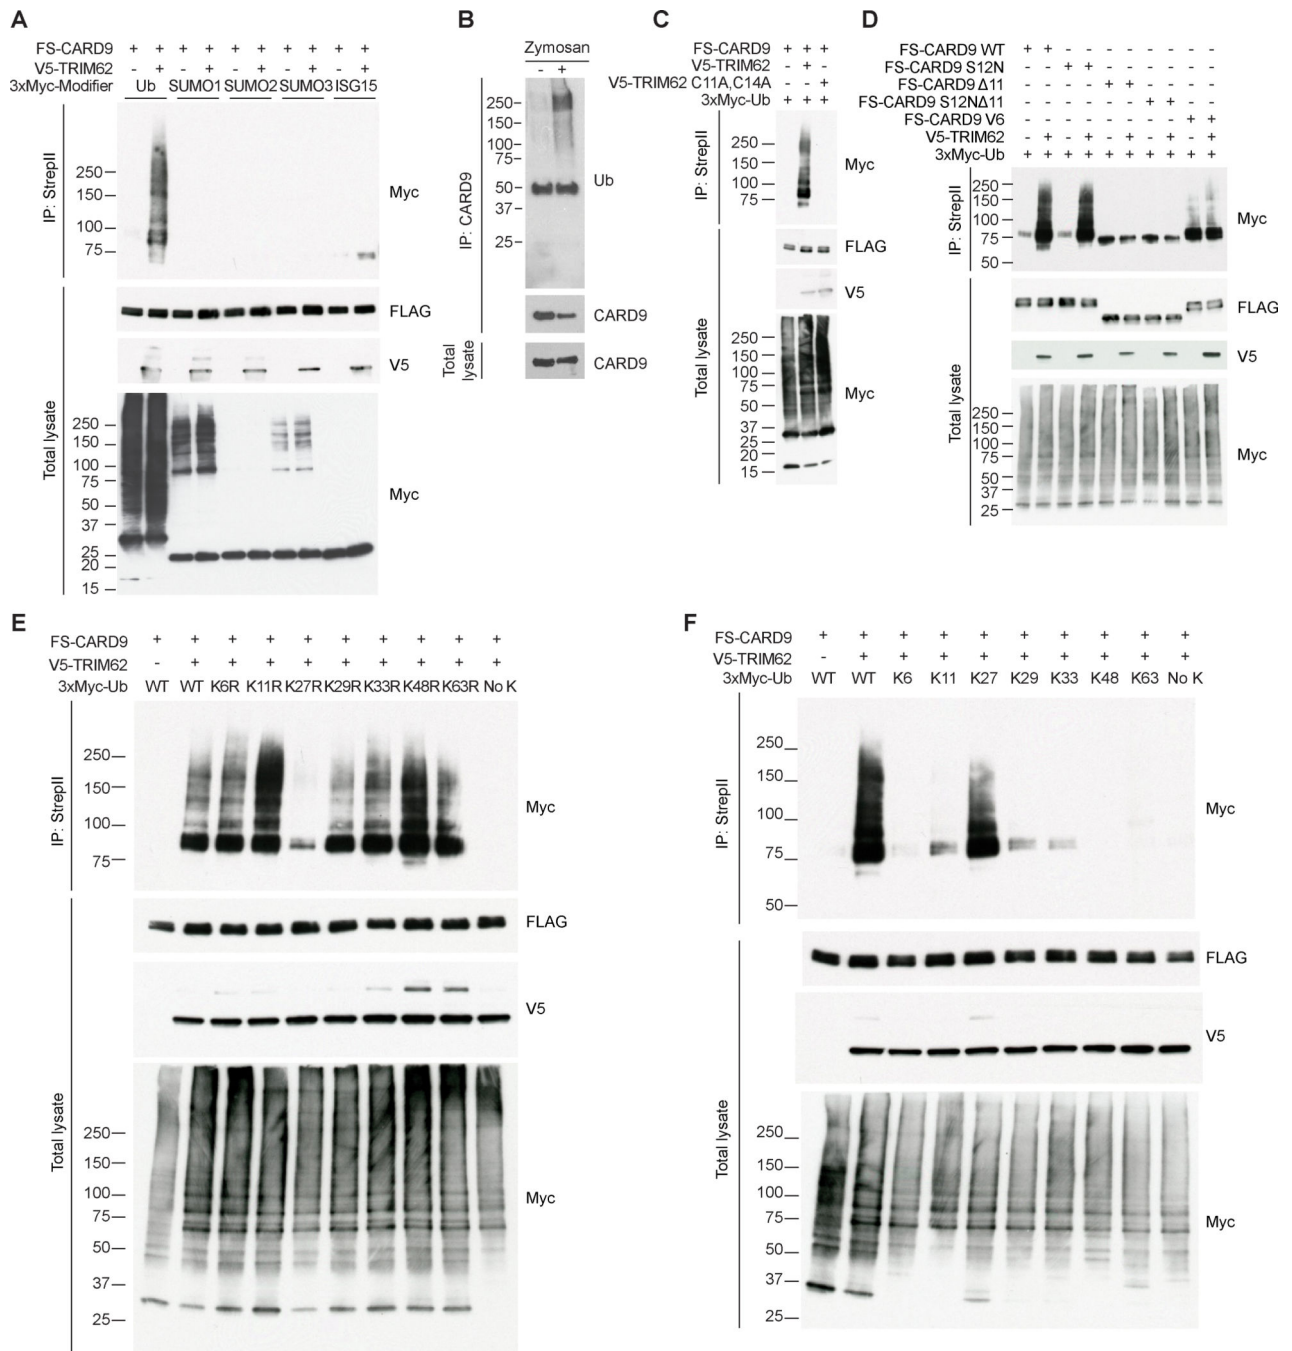 A
FS-CARD9 + + + + + + + + + +
V5-TRIM62 - + - + - + - + - +
3xMyc-Modifier Ub SUMO1 SUMO2 SUMO3 ISG15
IP: StrepII
250
150
100
75
Myc
FLAG
V5
Total lysate
250
150
100
75
50
37
25
20
15
Myc
B
Zymosan
- +
IP: CARD9
250
150
100
75
50
37
25
Ub
CARD9
Total lysate
CARD9
C
FS-CARD9 + + +
V5-TRIM62 +
V5-TRIM62 C11A,C14A +
3xMyc-Ub + + +
IP: StrepII
250
150
100
75
Myc
FLAG
V5
Total lysate
250
150
100
75
50
37
25
20
15
Myc
D
FS-CARD9 WT + +
FS-CARD9 S12N + +
FS-CARD9 Δ11 + +
FS-CARD9 S12NΔ11 + +
FS-CARD9 V6 + +
V5-TRIM62 + + + + +
3xMyc-Ub + + + + + + + + + +
IP: StrepII
250
150
100
75
50
Myc
FLAG
V5
Total lysate
250
150
100
75
50
37
25
Myc
E
FS-CARD9 + + + + + + + + + +
V5-TRIM62 - + + + + + + + + +
3xMyc-Ub WT WT K6R K11R K27R K29R K33R K48R K63R No K
IP: StrepII
250
150
100
75
Myc
FLAG
V5
Total lysate
250
150
100
75
50
37
25
Myc
F
FS-CARD9 + + + + + + + + + +
V5-TRIM62 - + + + + + + + + +
3xMyc-Ub WT WT K6 K11 K27 K29 K33 K48 K63 No K
IP: StrepII
250
150
100
75
50
Myc
FLAG
V5
Total lysate
250
150
100
75
50
37
25
Myc